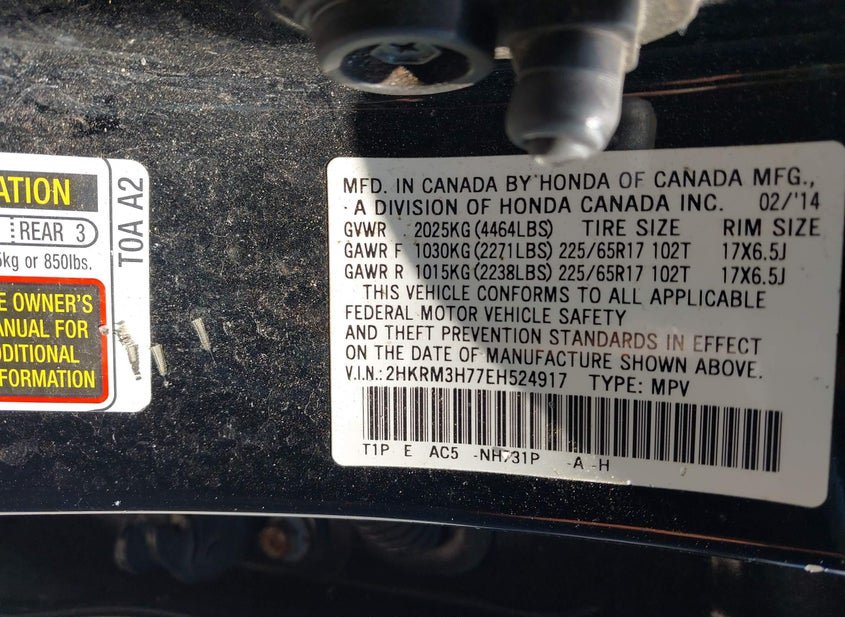 ATION
REAR 3
5kg or 850lbs.
E OWNER'S
ANUAL FOR
DDITIONAL
FORMATION
T0A A2
MFD. IN CANADA BY HONDA OF CANADA MFG.,
A DIVISION OF HONDA CANADA INC. 02/'14
GVWR 2025KG (4464LBS) TIRE SIZE RIM SIZE
GAWR F 1030KG (2271LBS) 225/65R17 102T 17X6.5J
GAWR R 1015KG (2238LBS) 225/65R17 102T 17X6.5J
THIS VEHICLE CONFORMS TO ALL APPLICABLE
FEDERAL MOTOR VEHICLE SAFETY
AND THEFT PREVENTION STANDARDS IN EFFECT
ON THE DATE OF MANUFACTURE SHOWN ABOVE.
V.I.N.: 2HKRM3H77EH524917 TYPE: MPV
T1P E AC5 -NH731P -A -H